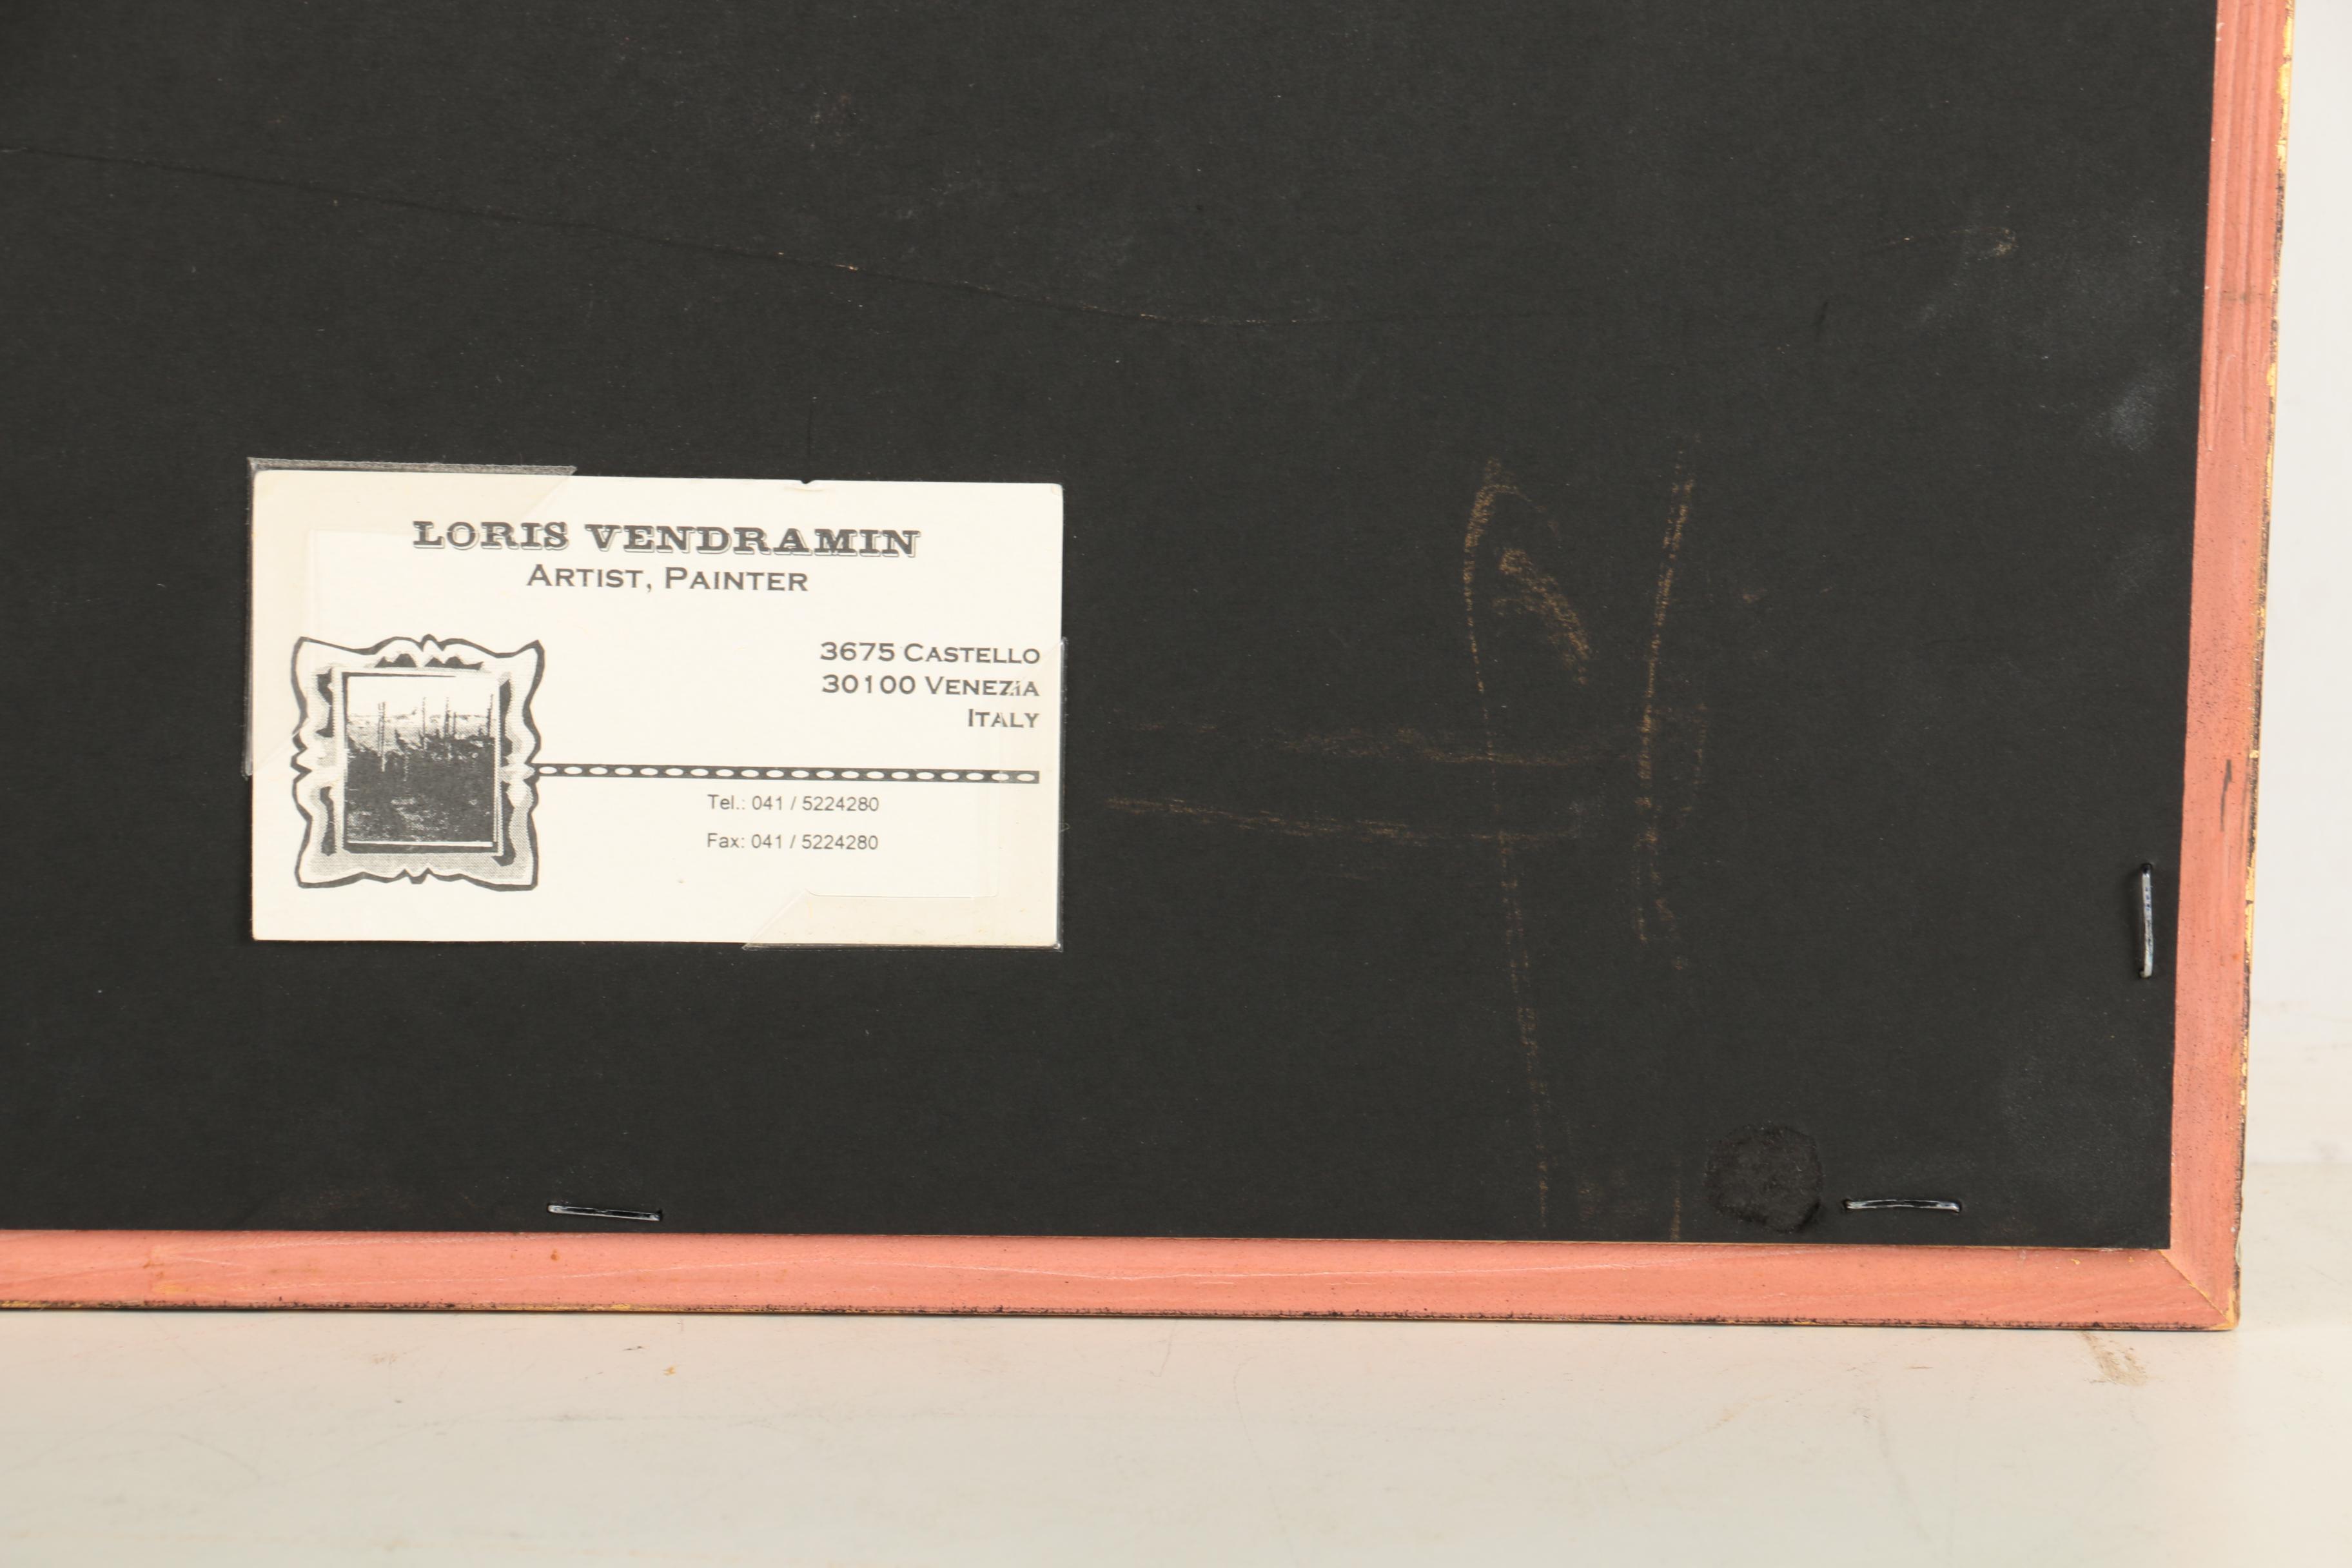 LORIS VENDRAMIN
ARTIST, PAINTER
3675 CASTELLO
30100 VENEZIA
ITALY
Tel.: 041 / 5224280
Fax: 041 / 5224280